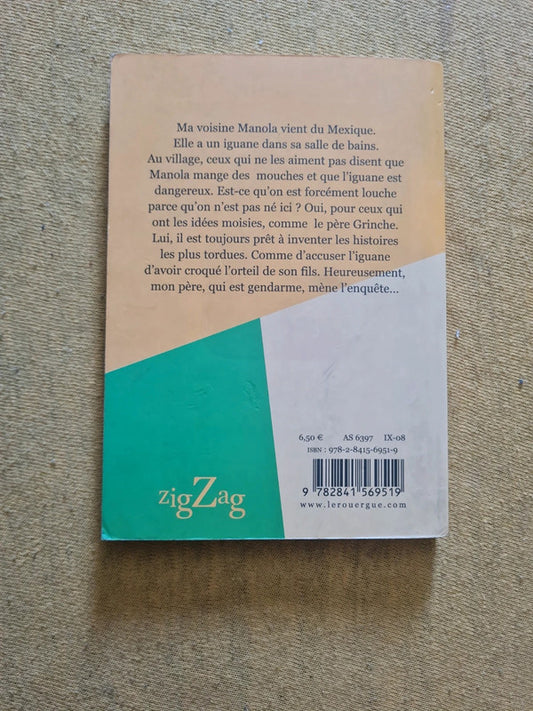 Ma voisine Manola vient du Mexique.
Elle a un iguane dans sa salle de bains.
Au village, ceux qui ne les aiment pas disent que
Manola mange des mouches et que l'iguane est
dangereux. Est-ce qu'on est forcément louche
parce qu'on n'est pas né ici ? Oui, pour ceux qui
ont les idées moisies, comme le père Grinche.
Lui, il est toujours prêt à inventer les histoires
les plus tordues. Comme d'accuser l'iguane
d'avoir croqué l'orteil de son fils. Heureusement,
mon père, qui est gendarme, mène l'enquête...
6,50 € AS 6397 IX-08
ISBN : 978-2-8415-6951-9
9 782841 569519
www.lerouergue.com
zigZag